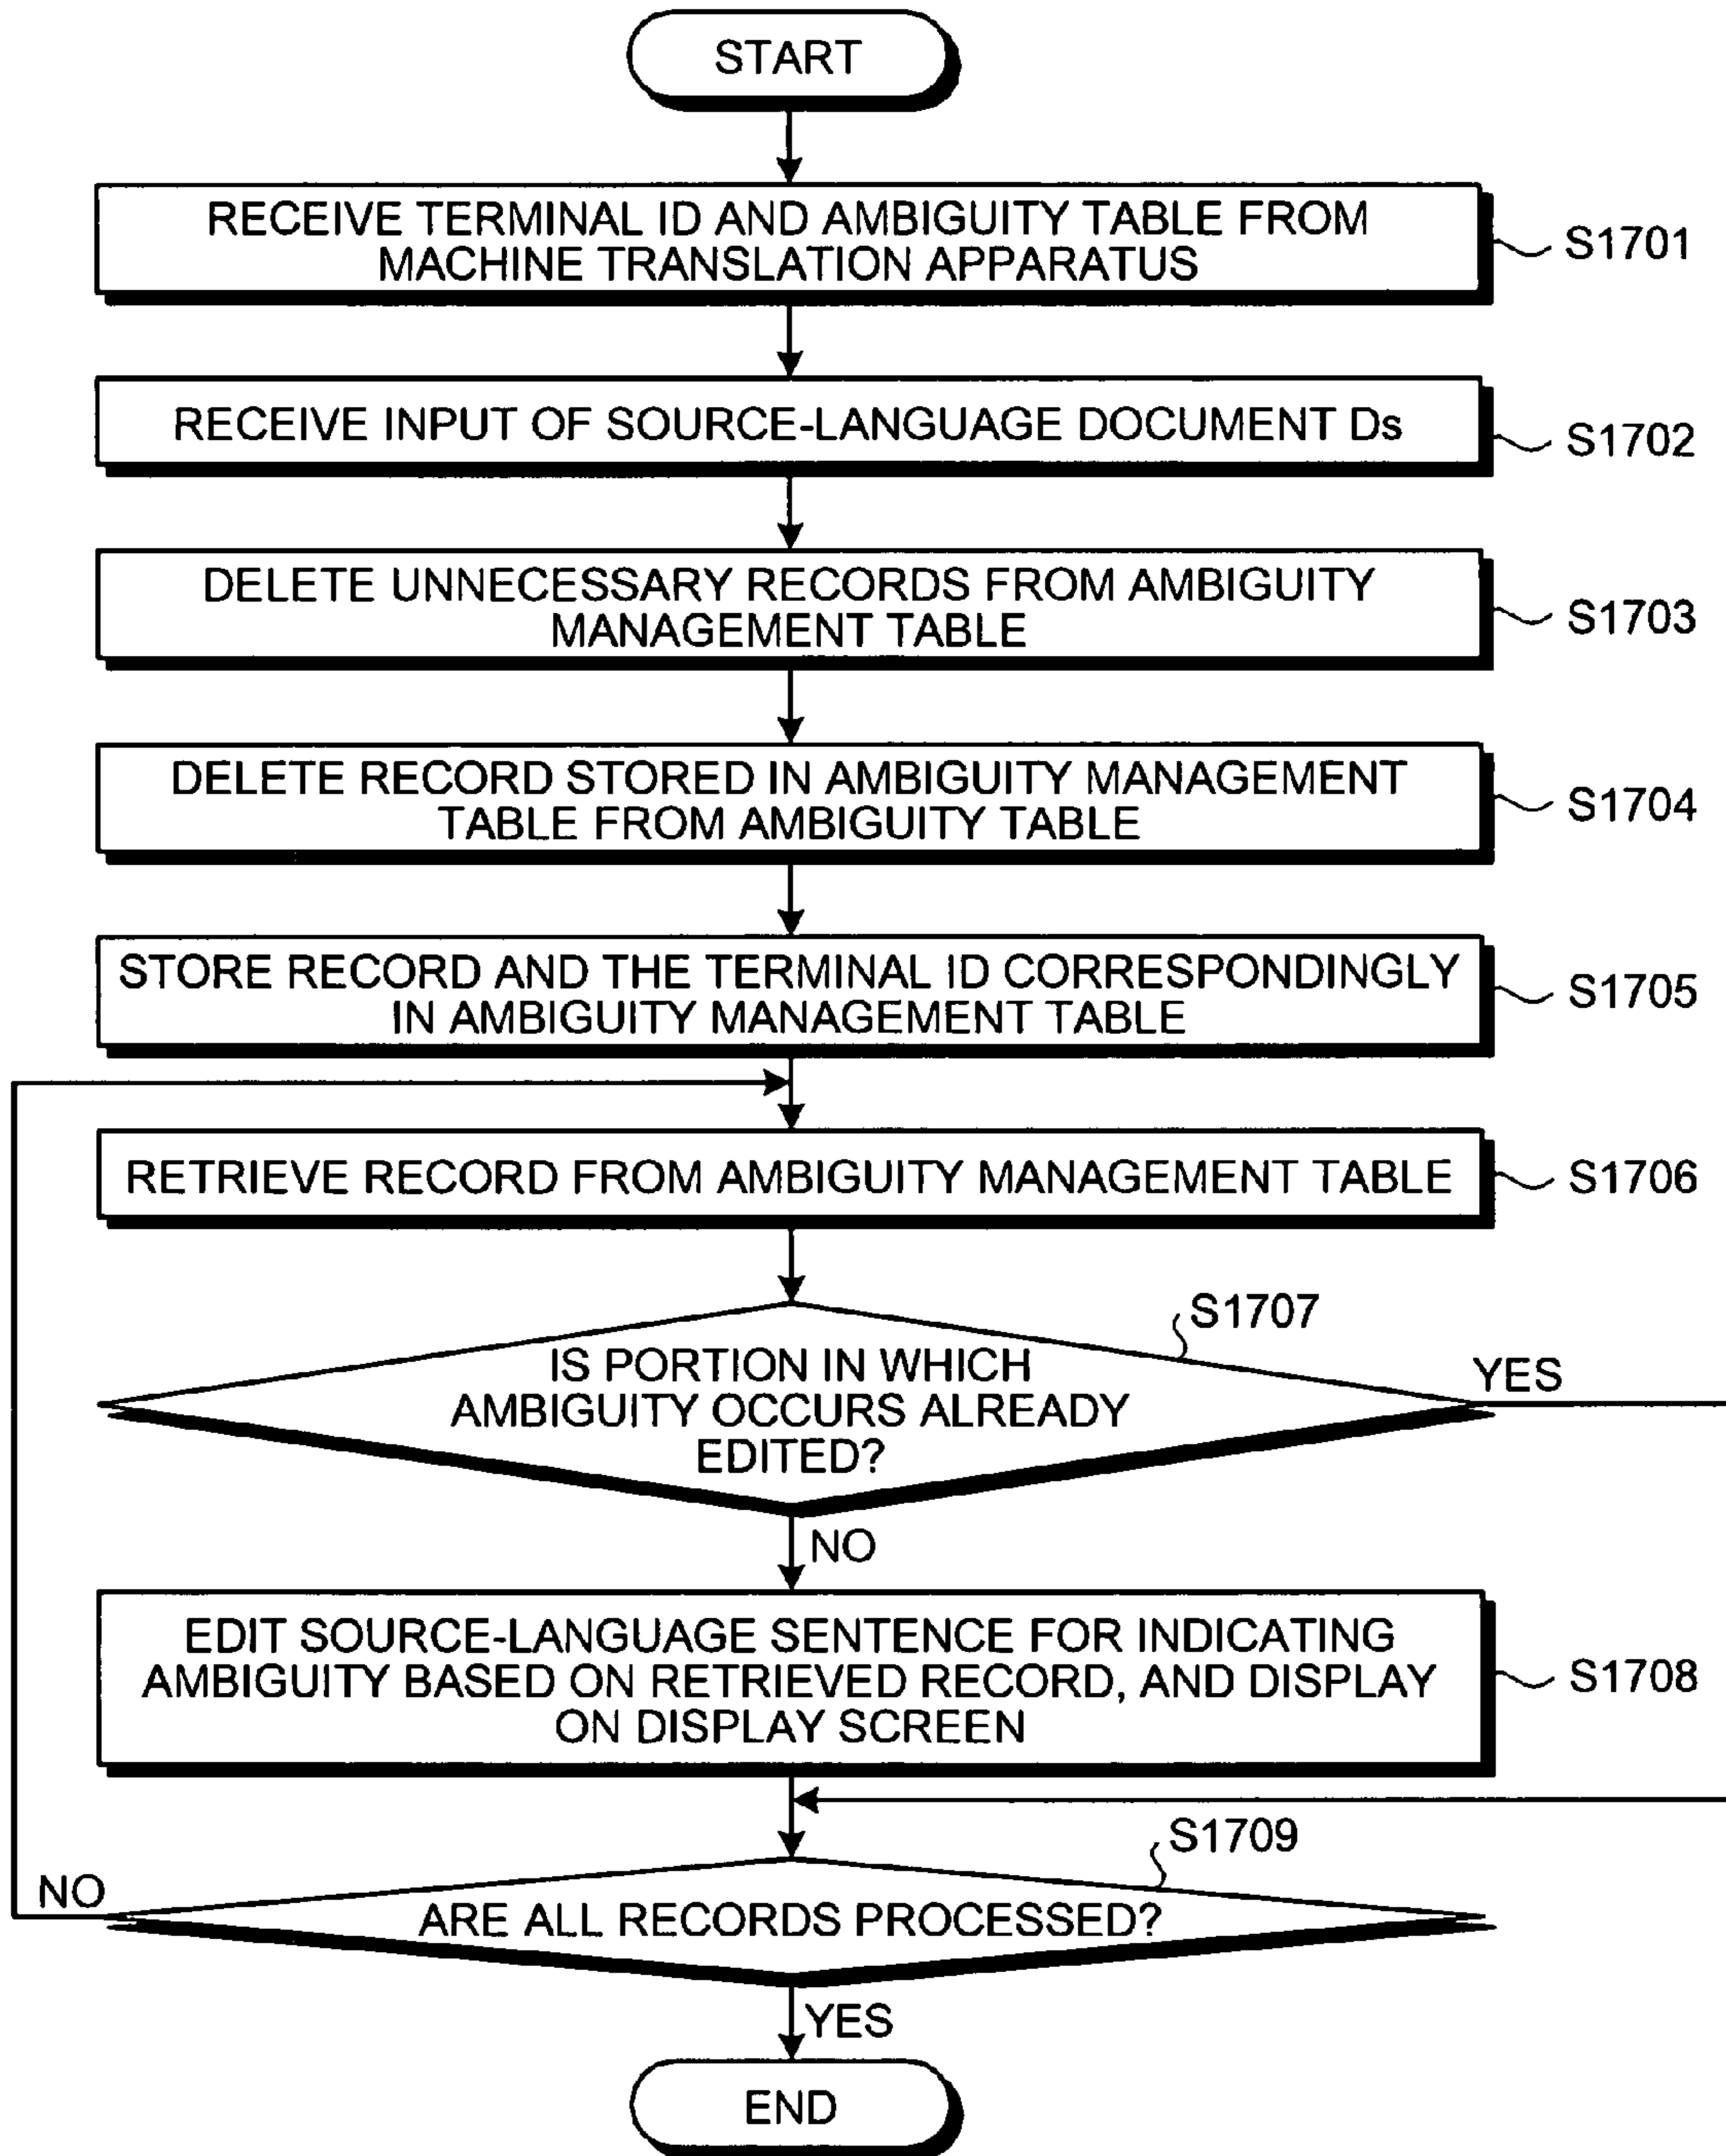 START
RECEIVE TERMINAL ID AND AMBIGUITY TABLE FROM
MACHINE TRANSLATION APPARATUS
S1701
RECEIVE INPUT OF SOURCE-LANGUAGE DOCUMENT Ds
S1702
DELETE UNNECESSARY RECORDS FROM AMBIGUITY
MANAGEMENT TABLE
S1703
DELETE RECORD STORED IN AMBIGUITY MANAGEMENT
TABLE FROM AMBIGUITY TABLE
S1704
STORE RECORD AND THE TERMINAL ID CORRESPONDINGLY
IN AMBIGUITY MANAGEMENT TABLE
S1705
RETRIEVE RECORD FROM AMBIGUITY MANAGEMENT TABLE
S1706
S1707
IS PORTION IN WHICH
AMBIGUITY OCCURS ALREADY
EDITED?
YES
NO
EDIT SOURCE-LANGUAGE SENTENCE FOR INDICATING
AMBIGUITY BASED ON RETRIEVED RECORD, AND DISPLAY
ON DISPLAY SCREEN
S1708
S1709
NO
ARE ALL RECORDS PROCESSED?
YES
END